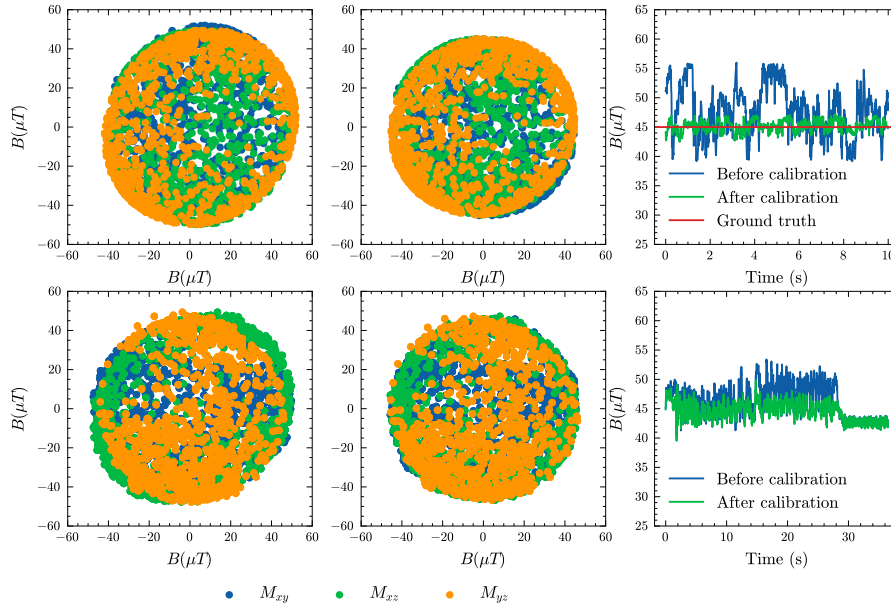 60
40
20
0
−20
−40
−60
−60 −40 −20 0 20 40 60
B(μT)
B(μT)
60
40
20
0
−20
−40
−60
−60 −40 −20 0 20 40 60
B(μT)
65
60
55
50
45
40
35
30
25
0 2 4 6 8 10
B(μT)
Time (s)
Before calibration
After calibration
Ground truth
60
40
20
0
−20
−40
−60
−60 −40 −20 0 20 40 60
B(μT)
B(μT)
60
40
20
0
−20
−40
−60
−60 −40 −20 0 20 40 60
B(μT)
65
60
55
50
45
40
35
30
25
0 10 20 30
B(μT)
Time (s)
Before calibration
After calibration
Mxy Mxz Myz